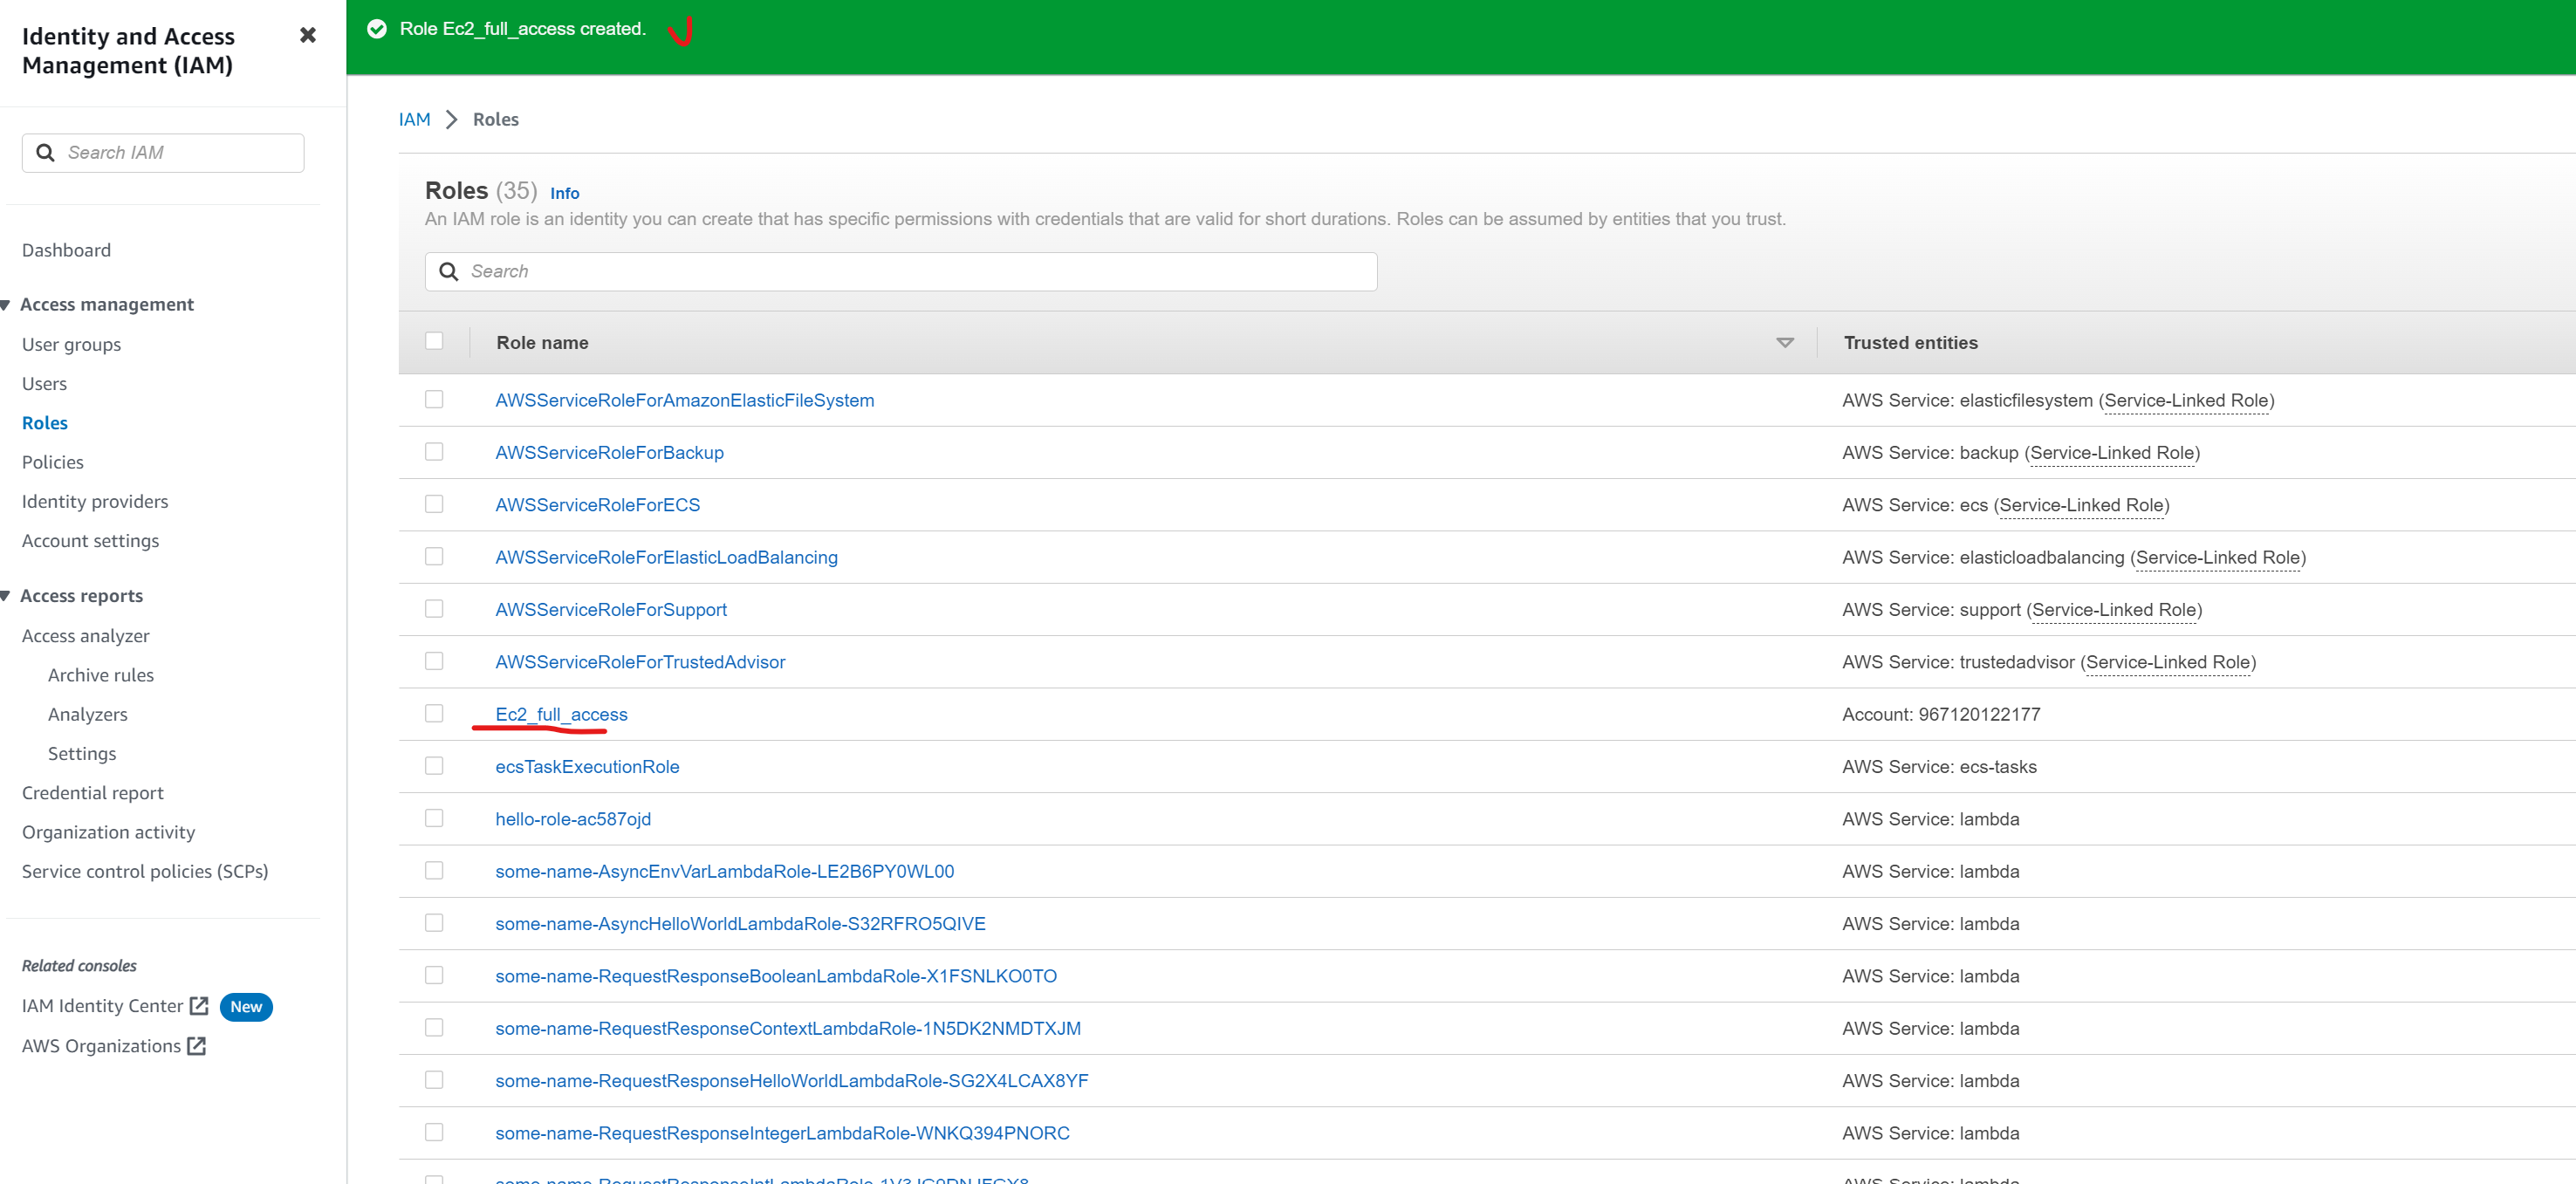 Identity and Access
Management (IAM)
Search IAM
Dashboard
Access management
User groups
Users
Roles
Policies
Identity providers
Account settings
Access reports
Access analyzer
Archive rules
Analyzers
Settings
Credential report
Organization activity
Service control policies (SCPs)
Related consoles
IAM Identity Center New
AWS Organizations
Role Ec2_full_access created.
IAM Roles
Roles (35) Info
An IAM role is an identity you can create that has specific permissions with credentials that are valid for short durations. Roles can be assumed by entities that you trust.
Search
Role name Trusted entities
AWSServiceRoleForAmazonElasticFileSystem AWS Service: elasticfilesystem (Service-Linked Role)
AWSServiceRoleForBackup AWS Service: backup (Service-Linked Role)
AWSServiceRoleForECS AWS Service: ecs (Service-Linked Role)
AWSServiceRoleForElasticLoadBalancing AWS Service: elasticloadbalancing (Service-Linked Role)
AWSServiceRoleForSupport AWS Service: support (Service-Linked Role)
AWSServiceRoleForTrustedAdvisor AWS Service: trustedadvisor (Service-Linked Role)
Ec2_full_access Account: 967120122177
ecsTaskExecutionRole AWS Service: ecs-tasks
hello-role-ac587ojd AWS Service: lambda
some-name-AsyncEnvVarLambdaRole-LE2B6PY0WL00 AWS Service: lambda
some-name-AsyncHelloWorldLambdaRole-S32RFRO5QIVE AWS Service: lambda
some-name-RequestResponseBooleanLambdaRole-X1FSNLKO0TO AWS Service: lambda
some-name-RequestResponseContextLambdaRole-1N5DK2NMDTXJM AWS Service: lambda
some-name-RequestResponseHelloWorldLambdaRole-SG2X4LCAX8YF AWS Service: lambda
some-name-RequestResponseIntegerLambdaRole-WNKQ394PNORC AWS Service: lambda
AWS Service: lambda